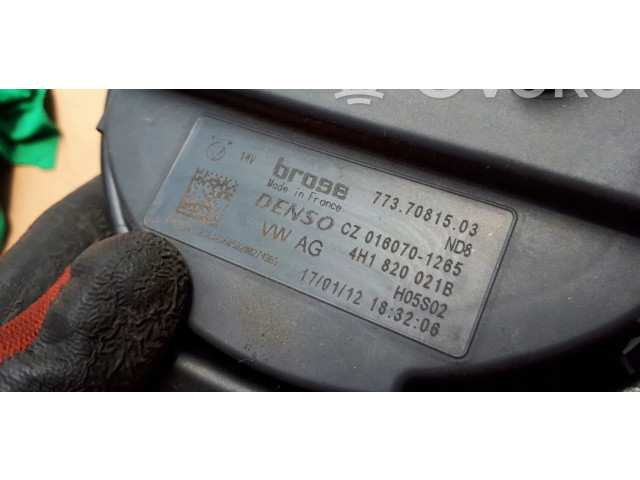 14V brose 773.70815.03
Made in France ND8
DENSO CZ 016070-1265
VW AG 4H1 820 021B
H05S02
17/01/12 18:32:06